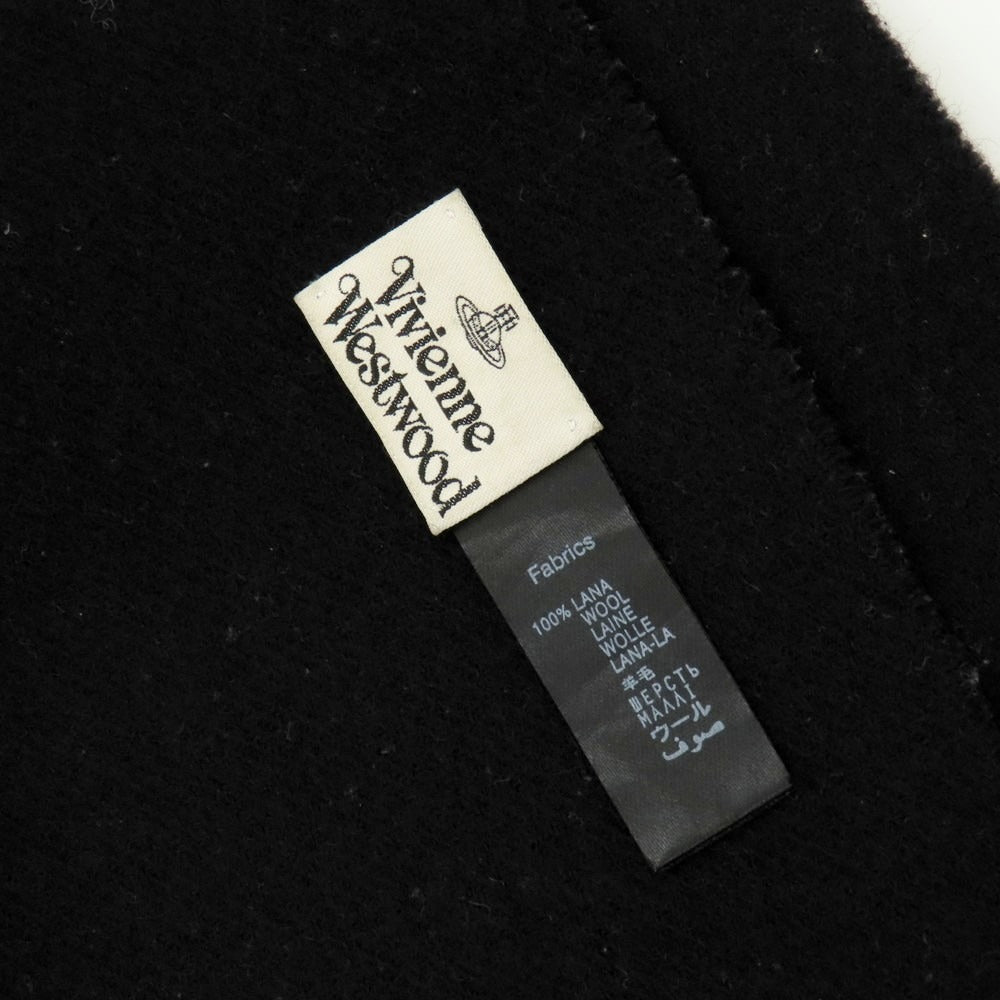 Vivienne
Westwood
Fabrics
100% LANA
WOOL
LAINE
WOLLE
LANA-LA
羊毛
ШЕРСТЬ
ΜΑΛΛΙ
ウール
صوف